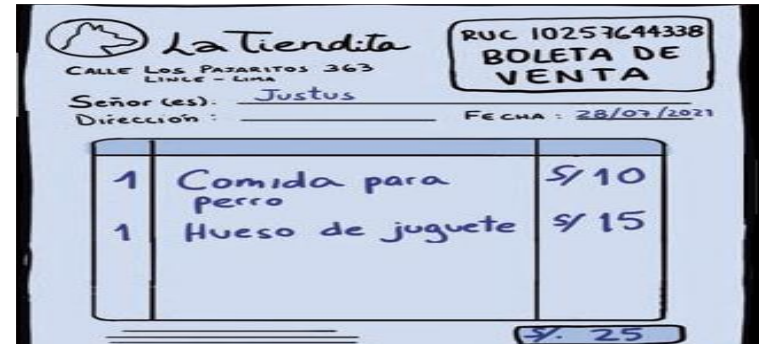 La Tiendita
CALLE LOS PAJARITOS 363
LINCE - LIMA
RUC 10257644338
BOLETA DE
VENTA
Señor (es). Justus
Dirección : FECHA : 28/07/2021
1 Comida para S/ 10
perro
1 Hueso de juguete S/ 15
S/. 25